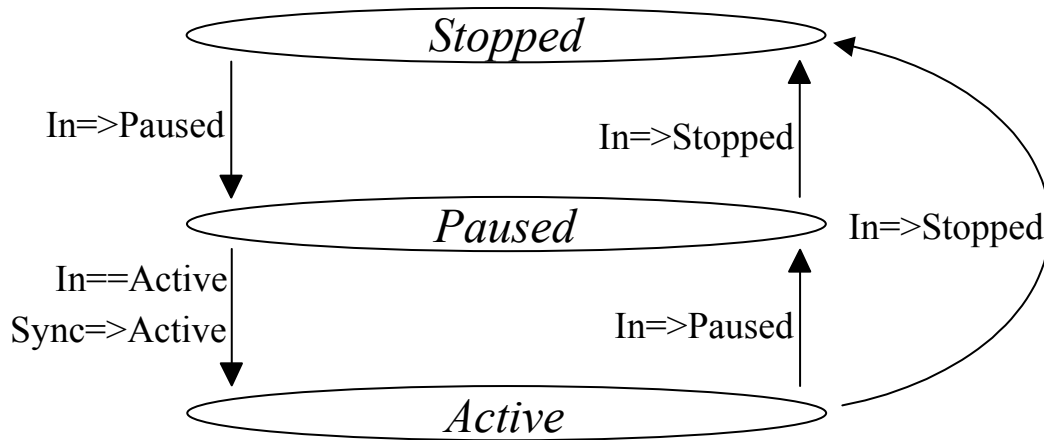 Stopped
In=>Paused
In=>Stopped
Paused
In=>Stopped
In==Active
Sync=>Active
In=>Paused
Active